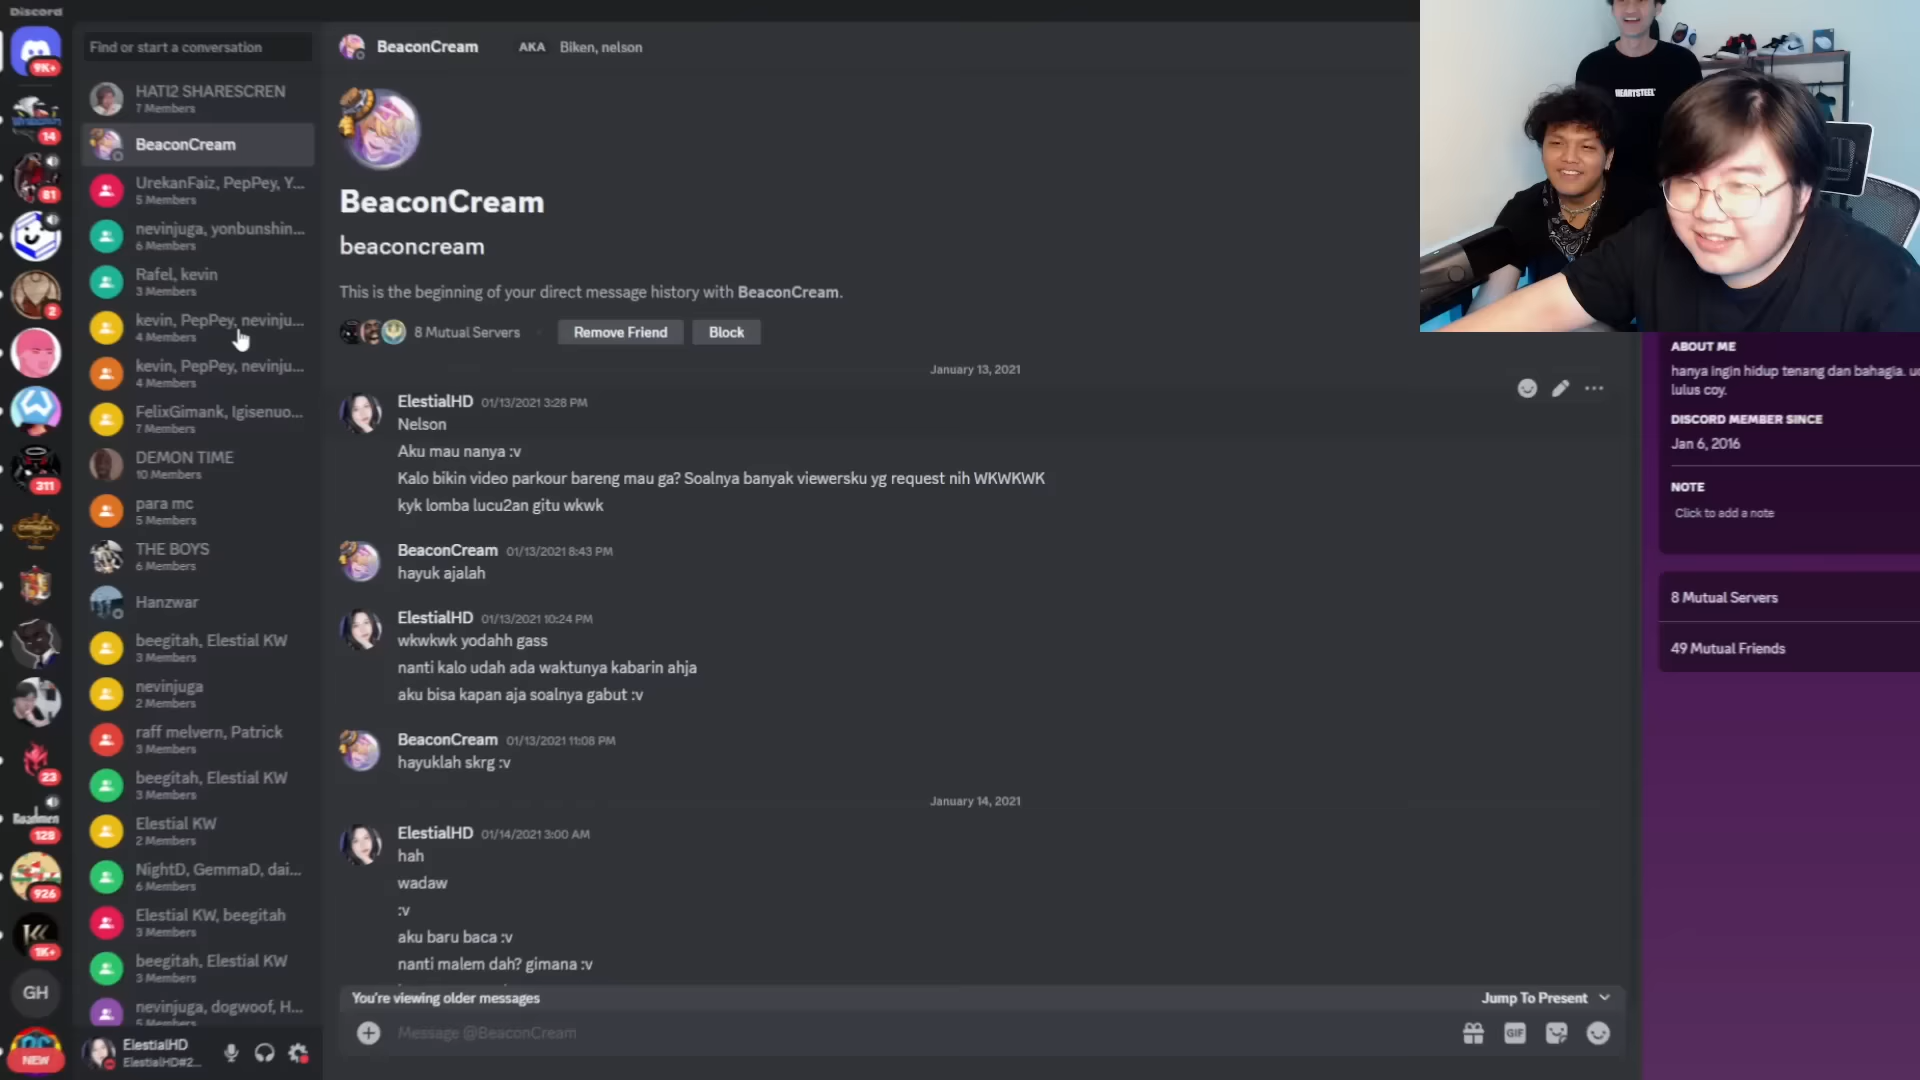 Discord
Find or start a conversation
9K+
HATI2 SHARESCREN
7 Members
BeaconCream
UrekanFaiz, PepPey, Y...
5 Members
nevinjuga, yonbunshin...
6 Members
Rafel, kevin
3 Members
kevin, PepPey, nevinju...
4 Members
kevin, PepPey, nevinju...
4 Members
FelixGimank, Igisenuo...
7 Members
DEMON TIME
10 Members
para mc
5 Members
THE BOYS
6 Members
Hanzwar
beegitah, Elestial KW
3 Members
nevinjuga
2 Members
raff melvern, Patrick
3 Members
beegitah, Elestial KW
3 Members
Elestial KW
2 Members
NightD, GemmaD, dai...
6 Members
Elestial KW, beegitah
3 Members
beegitah, Elestial KW
3 Members
nevinjuga, dogwoof, H...
5 Members
14
81
2
311
23
Roadmen
128
926
1K+
GH
NEW
ElestialHD
ElestialHD#2...
BeaconCream AKA Biken, nelson
BeaconCream
beaconcream
This is the beginning of your direct message history with BeaconCream.
8 Mutual Servers Remove Friend Block
January 13, 2021
ElestialHD 01/13/2021 3:28 PM
Nelson
Aku mau nanya :v
Kalo bikin video parkour bareng mau ga? Soalnya banyak viewersku yg request nih WKWKWK
kyk lomba lucu2an gitu wkwk
BeaconCream 01/13/2021 8:43 PM
hayuk ajalah
ElestialHD 01/13/2021 10:24 PM
wkwkwk yodahh gass
nanti kalo udah ada waktunya kabarin ahja
aku bisa kapan aja soalnya gabut :v
BeaconCream 01/13/2021 11:08 PM
hayuklah skrg :v
January 14, 2021
ElestialHD 01/14/2021 3:00 AM
hah
wadaw
:v
aku baru baca :v
nanti malem dah? gimana :v
You're viewing older messages Jump To Present
Message @BeaconCream
GIF
HEARTSTEEL
ABOUT ME
hanya ingin hidup tenang dan bahagia.
lulus coy.
DISCORD MEMBER SINCE
Jan 6, 2016
NOTE
Click to add a note
8 Mutual Servers
49 Mutual Friends